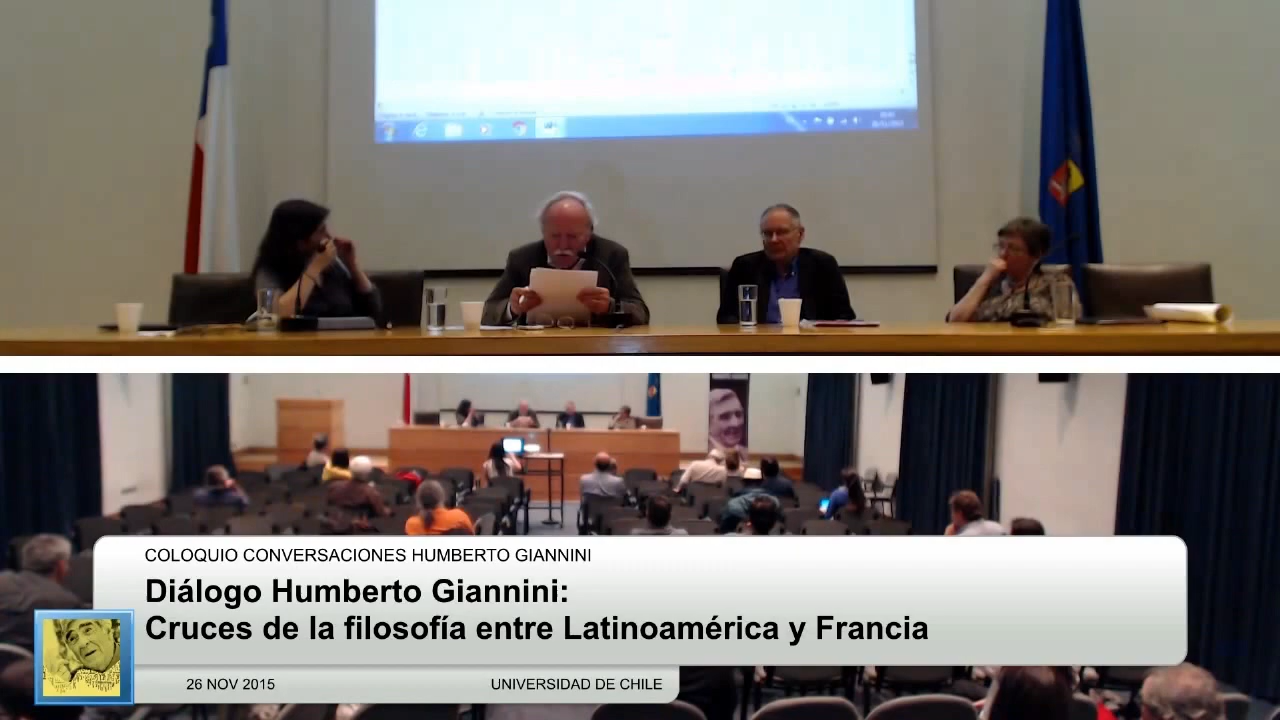 COLOQUIO CONVERSACIONES HUMBERTO GIANNINI
Diálogo Humberto Giannini:
Cruces de la filosofía entre Latinoamérica y Francia
26 NOV 2015
UNIVERSIDAD DE CHILE